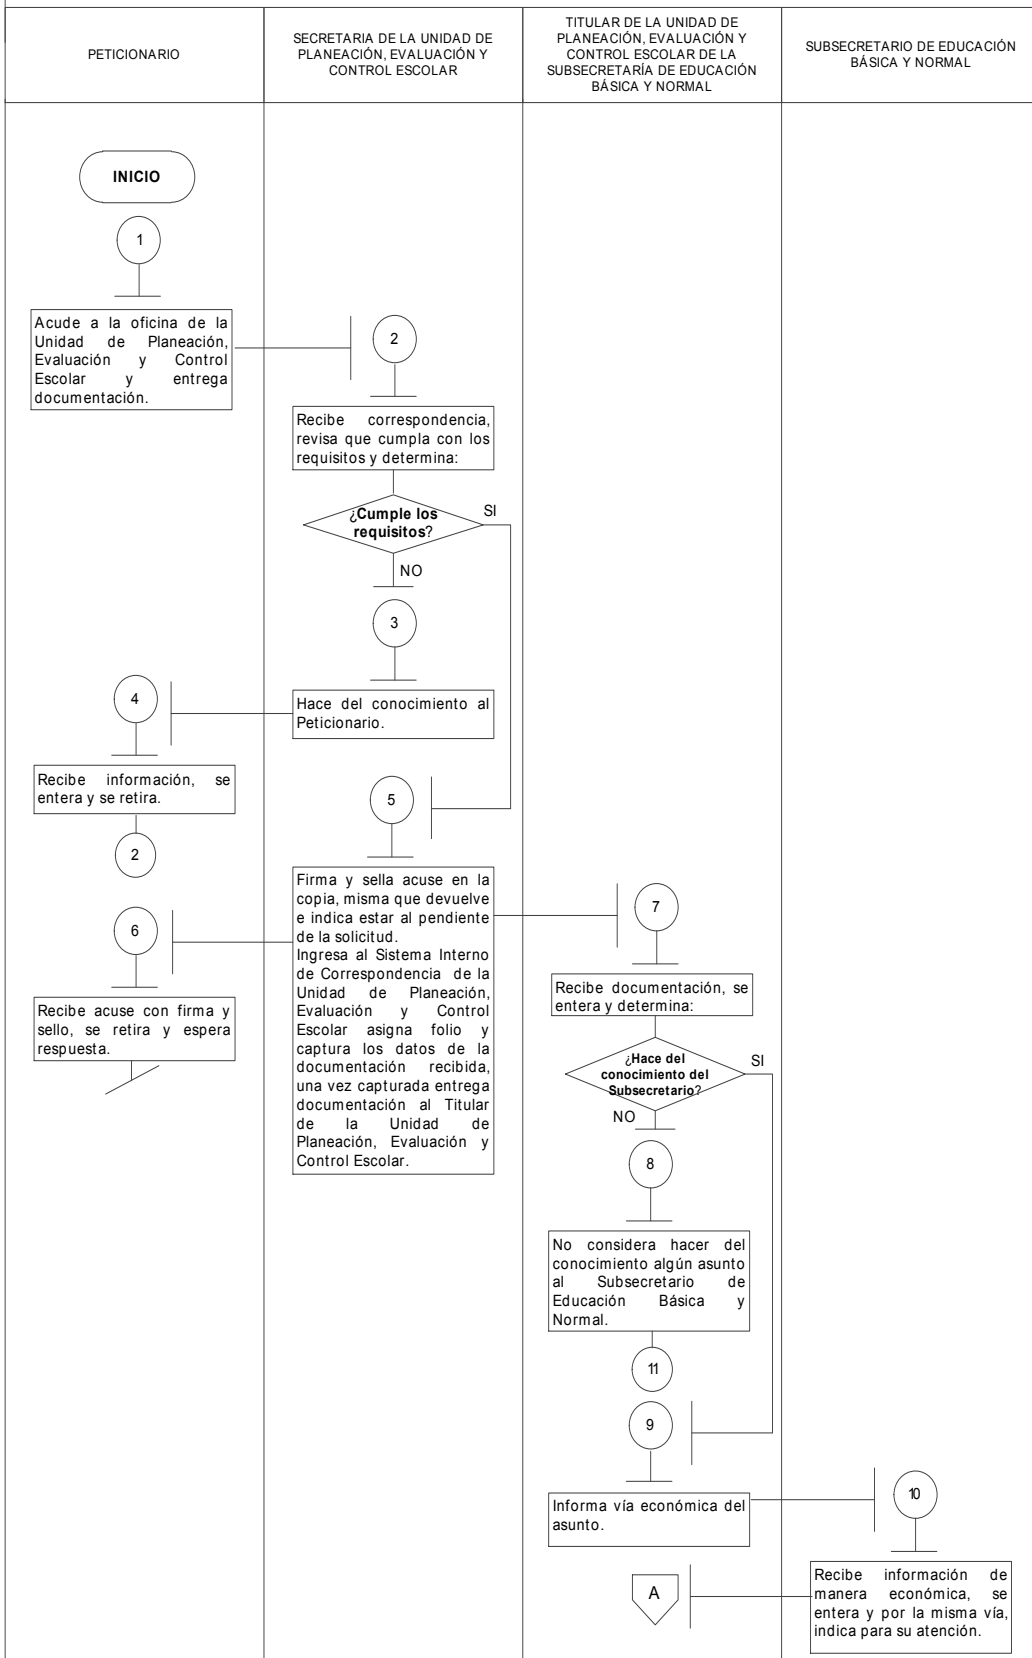 PETICIONARIO
SECRETARIA DE LA UNIDAD DE
PLANEACIÓN, EVALUACIÓN Y
CONTROL ESCOLAR
TITULAR DE LA UNIDAD DE
PLANEACIÓN, EVALUACIÓN Y
CONTROL ESCOLAR DE LA
SUBSECRETARÍA DE EDUCACIÓN
BÁSICA Y NORMAL
SUBSECRETARIO DE EDUCACIÓN
BÁSICA Y NORMAL
INICIO
1
Acude a la oficina de la
Unidad de Planeación,
Evaluación y Control
Escolar y entrega
documentación.
2
Recibe correspondencia,
revisa que cumpla con los
requisitos y determina:
¿Cumple los
requisitos?
SI
NO
3
Hace del conocimiento al
Peticionario.
4
Recibe información, se
entera y se retira.
2
5
Firma y sella acuse en la
copia, misma que devuelve
e indica estar al pendiente
de la solicitud.
Ingresa al Sistema Interno
de Correspondencia de la
Unidad de Planeación,
Evaluación y Control
Escolar asigna folio y
captura los datos de la
documentación recibida,
una vez capturada entrega
documentación al Titular
de la Unidad de
Planeación, Evaluación y
Control Escolar.
6
Recibe acuse con firma y
sello, se retira y espera
respuesta.
7
Recibe documentación, se
entera y determina:
¿Hace del
conocimiento del
Subsecretario?
SI
NO
8
No considera hacer del
conocimiento algún asunto
al Subsecretario de
Educación Básica y
Normal.
11
9
Informa vía económica del
asunto.
10
Recibe información de
manera económica, se
entera y por la misma vía,
indica para su atención.
A